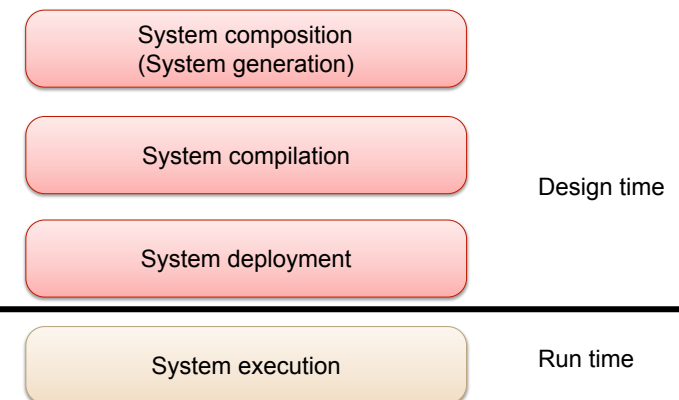 System composition
(System generation)
System compilation
Design time
System deployment
System execution
Run time